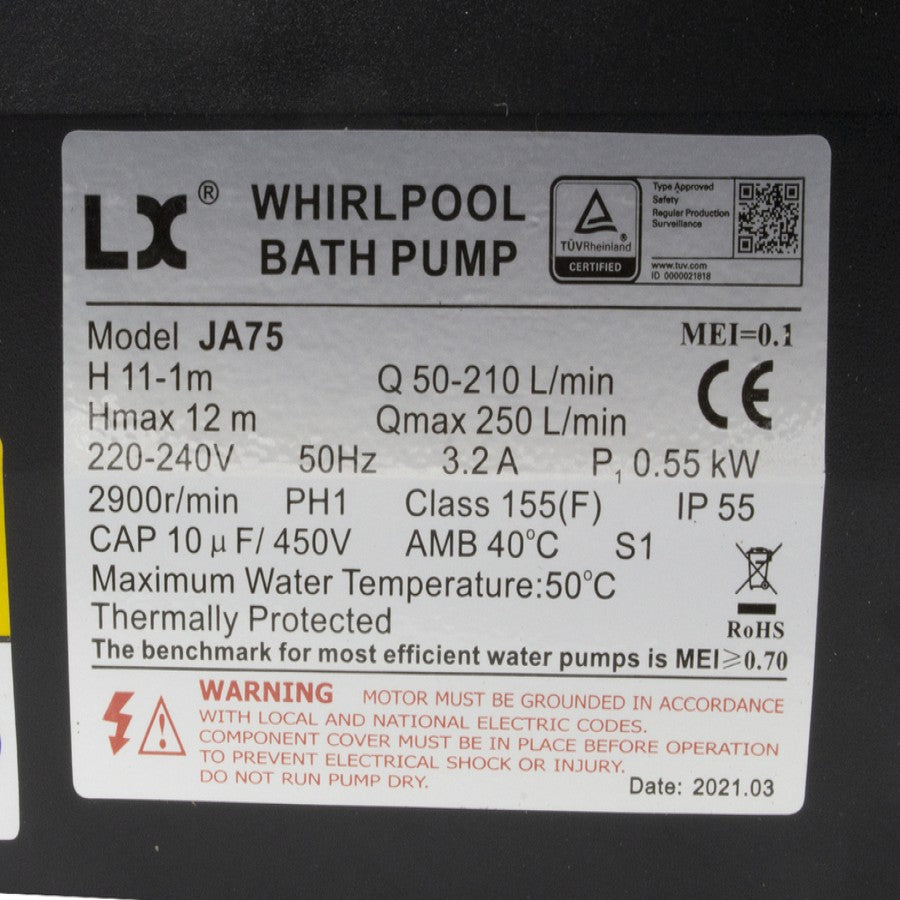 LX® WHIRLPOOL
BATH PUMP
TÜVRheinland®
CERTIFIED
Type Approved
Safety
Regular Production
Surveillance
www.tuv.com
ID 0000021818
Model JA75 MEI=0.1
H 11-1m Q 50-210 L/min
CE
Hmax 12 m Qmax 250 L/min
220-240V 50Hz 3.2 A P₁ 0.55 kW
2900r/min PH1 Class 155(F) IP 55
CAP 10 μF/ 450V AMB 40°C S1
Maximum Water Temperature:50°C
Thermally Protected
RoHS
The benchmark for most efficient water pumps is MEI≥0.70
WARNING MOTOR MUST BE GROUNDED IN ACCORDANCE
WITH LOCAL AND NATIONAL ELECTRIC CODES.
COMPONENT COVER MUST BE IN PLACE BEFORE OPERATION
TO PREVENT ELECTRICAL SHOCK OR INJURY.
DO NOT RUN PUMP DRY.
Date: 2021.03